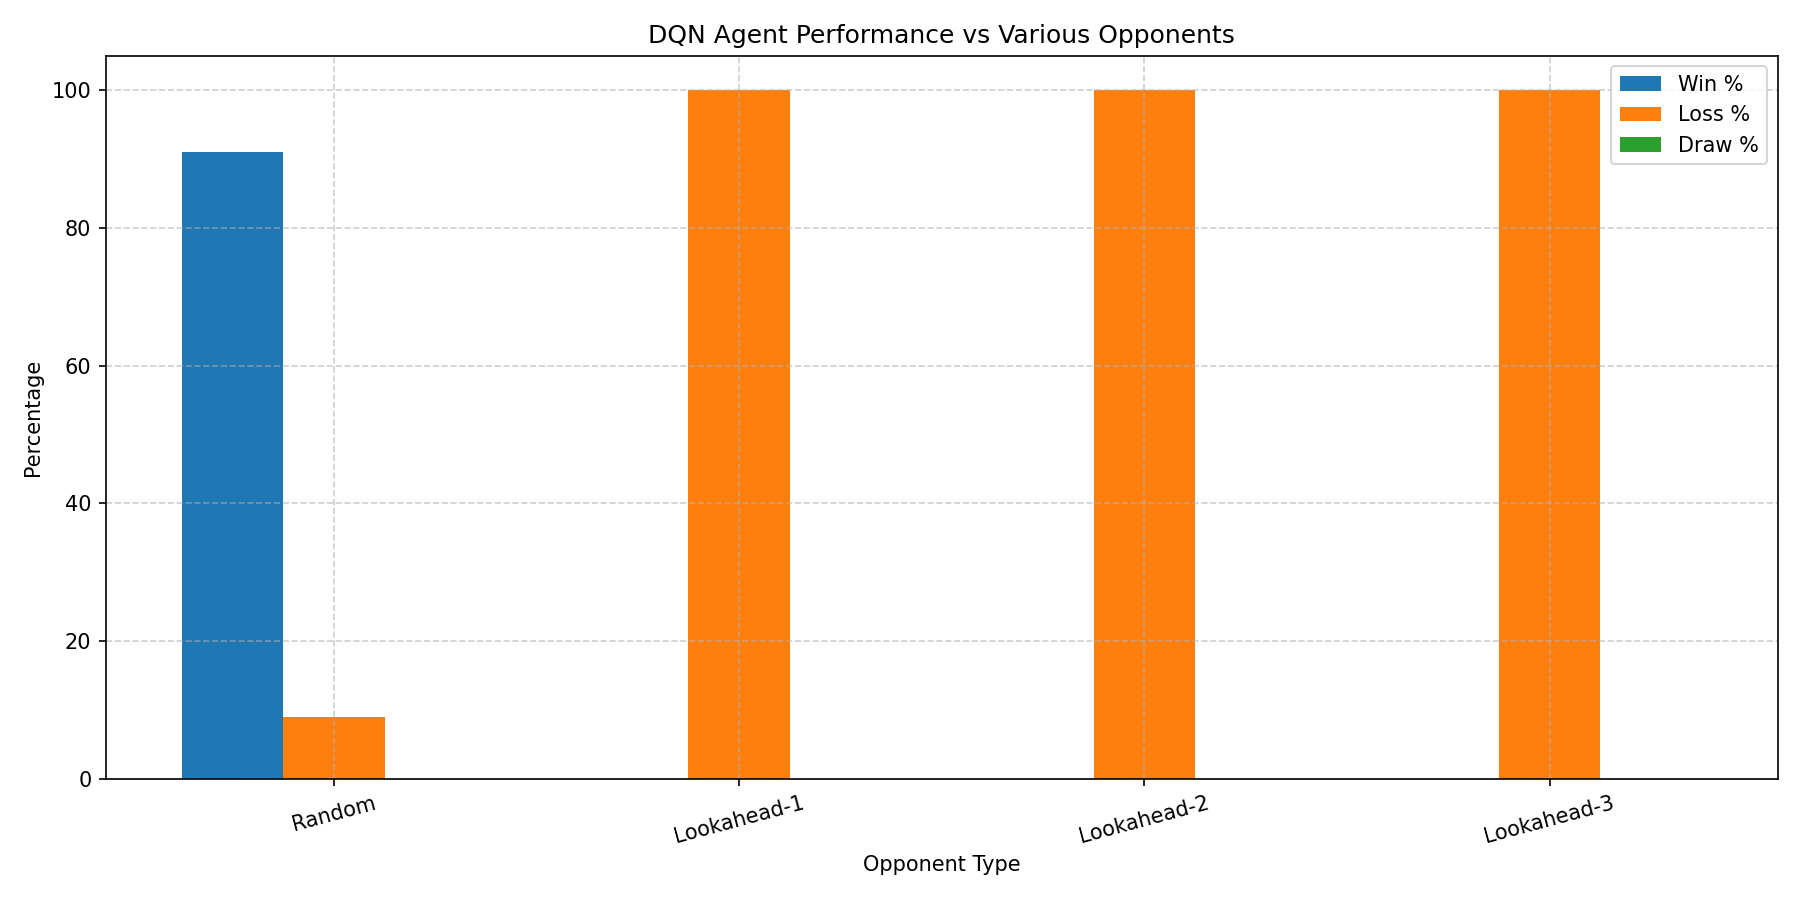 DQN Agent Performance vs Various Opponents
Win %
Loss %
Draw %
100
80
60
40
20
0
Percentage
Random
Lookahead-1
Lookahead-2
Lookahead-3
Opponent Type